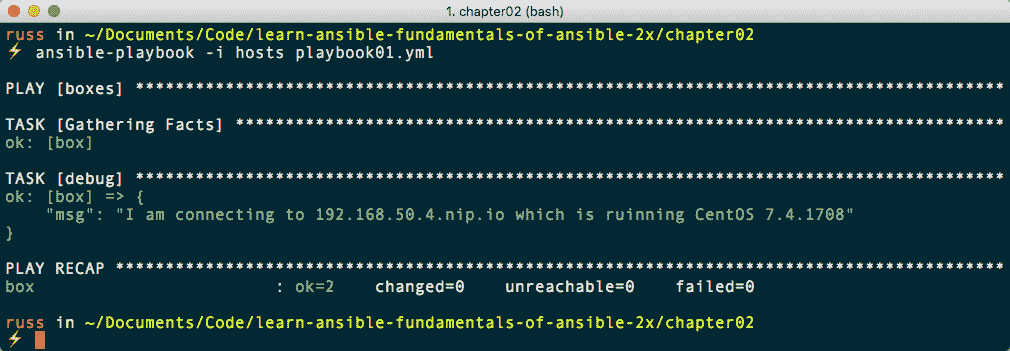 1. chapter02 (bash)
russ in ~/Documents/Code/learn-ansible-fundamentals-of-ansible-2x/chapter02
⚡ ansible-playbook -i hosts playbook01.yml
PLAY [boxes] ***************************************************************************************
TASK [Gathering Facts] *****************************************************************************
ok: [box]
TASK [debug] ***************************************************************************************
ok: [box] => {
    "msg": "I am connecting to 192.168.50.4.nip.io which is ruinning CentOS 7.4.1708"
}
PLAY RECAP *****************************************************************************************
box                        : ok=2    changed=0    unreachable=0    failed=0
russ in ~/Documents/Code/learn-ansible-fundamentals-of-ansible-2x/chapter02
⚡